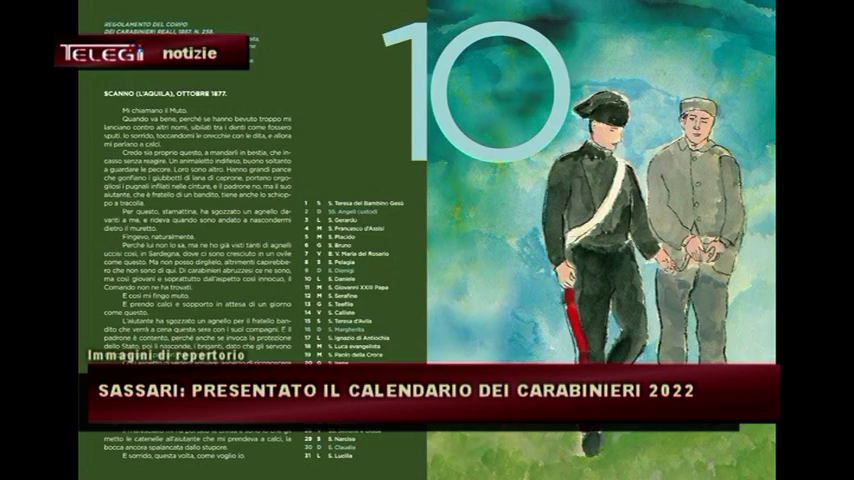 REGOLAMENTO DEL CORPO
DEI CARABINIERI REALI, 1887. N. 258.
TELEGI notizie
10
SCANNO (L'AQUILA), OTTOBRE 1877.
Mi chiamano il Muto.
Quando va bene, perché se hanno bevuto troppo mi
lanciano contro altri nomi, sibilati tra i denti come fossero
sputi. Io sorrido, toccandomi le orecchie con le dita, e allora
mi parlano a calci.
Credo sia proprio questo, a mandarli in bestia, che in-
casso senza reagire. Un animaletto indifeso, buono soltanto
a guardare le pecore. Loro sono altro. Hanno grandi pance
che gonfiano i giubbotti di lana di caprone, portano orgo-
gliosi i pugnali infilati nelle cinture, e il padrone no, ma il suo
aiutante, che è fratello di un bandito, tiene anche lo schiop-
po a tracolla.
Per questo, stamattina, ha sgozzato un agnello da-
vanti a me, e rideva quando sono andato a nascondermi
dietro il muretto.
Fingevo, naturalmente.
Perché lui non lo sa, ma ne ho già visti tanti di agnelli
uccisi così, in Sardegna, dove ci sono cresciuto in un ovile
come questo. Ma non posso dirglielo, altrimenti capirebbe-
ro che non sono di qui. Di carabinieri abruzzesi ce ne sono,
ma così giovani e soprattutto dall'aspetto così innocuo, il
Comando non ne ha trovati.
E così mi fingo muto.
E prendo calci e sopporto in attesa di un giorno
come questo.
L'aiutante ha sgozzato un agnello per il fratello ban-
dito che verrà a cena questa sera con i suoi compagni. E il
padrone è contento, perché anche se invoca la protezione
dello Stato, poi li nasconde, i briganti, dato che gli servono
1 S S. Teresa del Bambino Gesù
2 D SS. Angeli custodi
3 L S. Gerardo
4 M S. Francesco d'Assisi
5 M S. Placido
6 G S. Bruno
7 V B. V. Maria del Rosario
8 S S. Pelagia
9 D S. Dionigi
10 L S. Daniele
11 M S. Giovanni XXIII Papa
12 M S. Serafino
13 G S. Teofilo
14 V S. Callisto
15 S S. Teresa d'Avila
16 D S. Margherita
17 L S. Ignazio di Antiochia
18 M S. Luca evangelista
19 M S. Paolo della Croce
Immagini di repertorio
SASSARI: PRESENTATO IL CALENDARIO DEI CARABINIERI 2022
metto le catenelle all'aiutante che mi prendeva a calci, la
bocca ancora spalancata dallo stupore.
E sorrido, questa volta, come voglio io.
29 S S. Narciso
30 D S. Claudio
31 L S. Lucilla